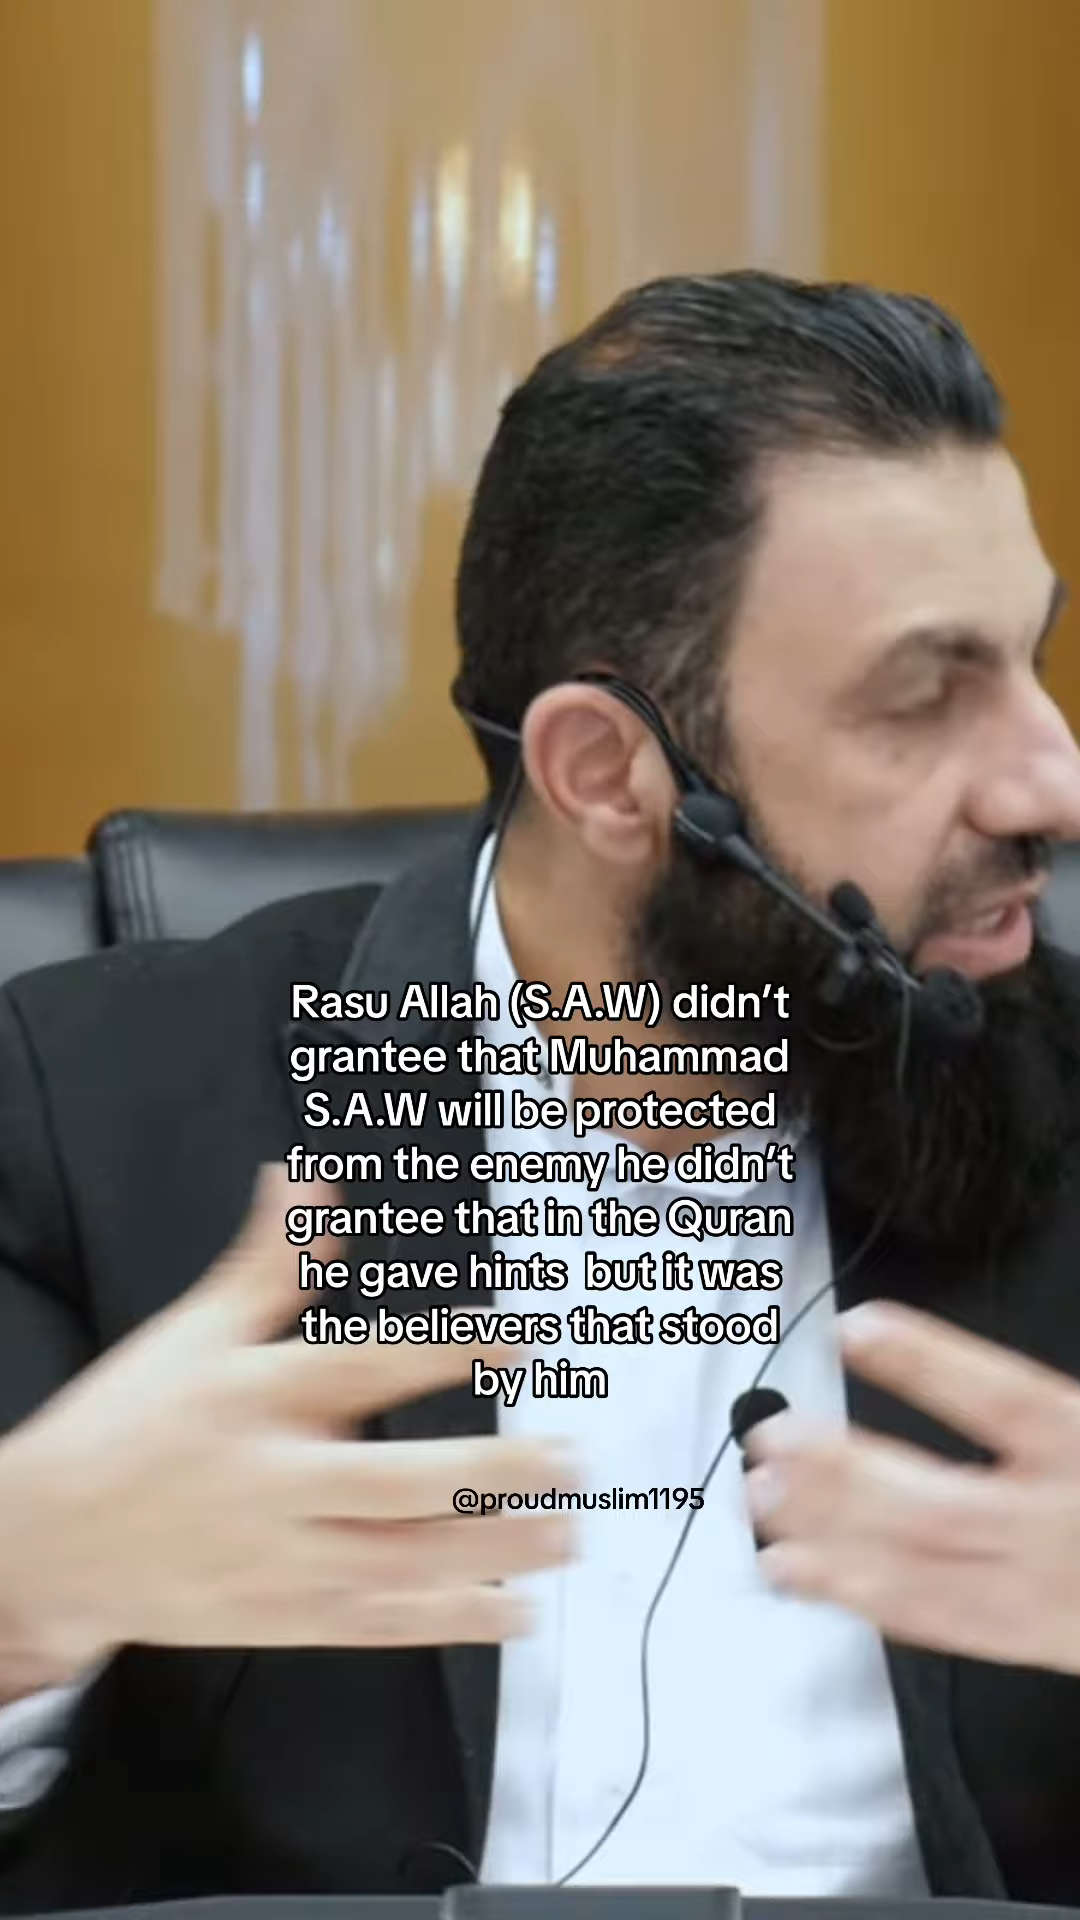 Rasu Allah (S.A.W) didn’t
grantee that Muhammad
S.A.W will be protected
from the enemy he didn’t
grantee that in the Quran
he gave hints  but it was
the believers that stood
by him
@proudmuslim1195